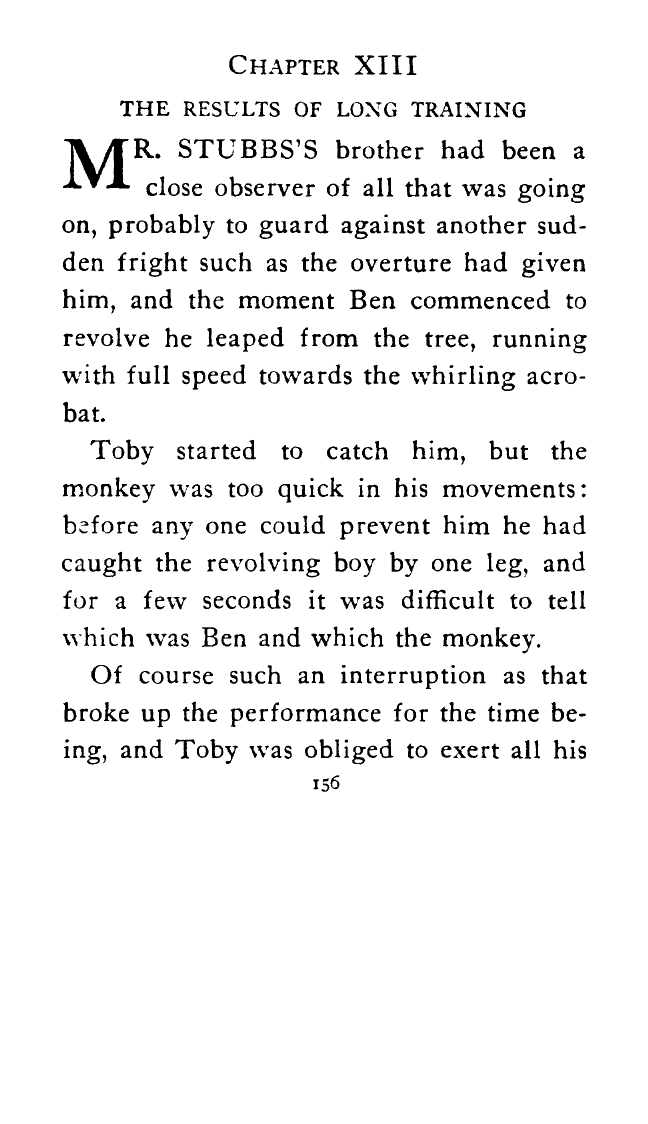 CHAPTER XIII
THE RESULTS OF LONG TRAINING
MR. STUBBS'S brother had been a
close observer of all that was going
on, probably to guard against another sud-
den fright such as the overture had given
him, and the moment Ben commenced to
revolve he leaped from the tree, running
with full speed towards the whirling acro-
bat.
Toby started to catch him, but the
monkey was too quick in his movements:
before any one could prevent him he had
caught the revolving boy by one leg, and
for a few seconds it was difficult to tell
which was Ben and which the monkey.
Of course such an interruption as that
broke up the performance for the time be-
ing, and Toby was obliged to exert all his
156